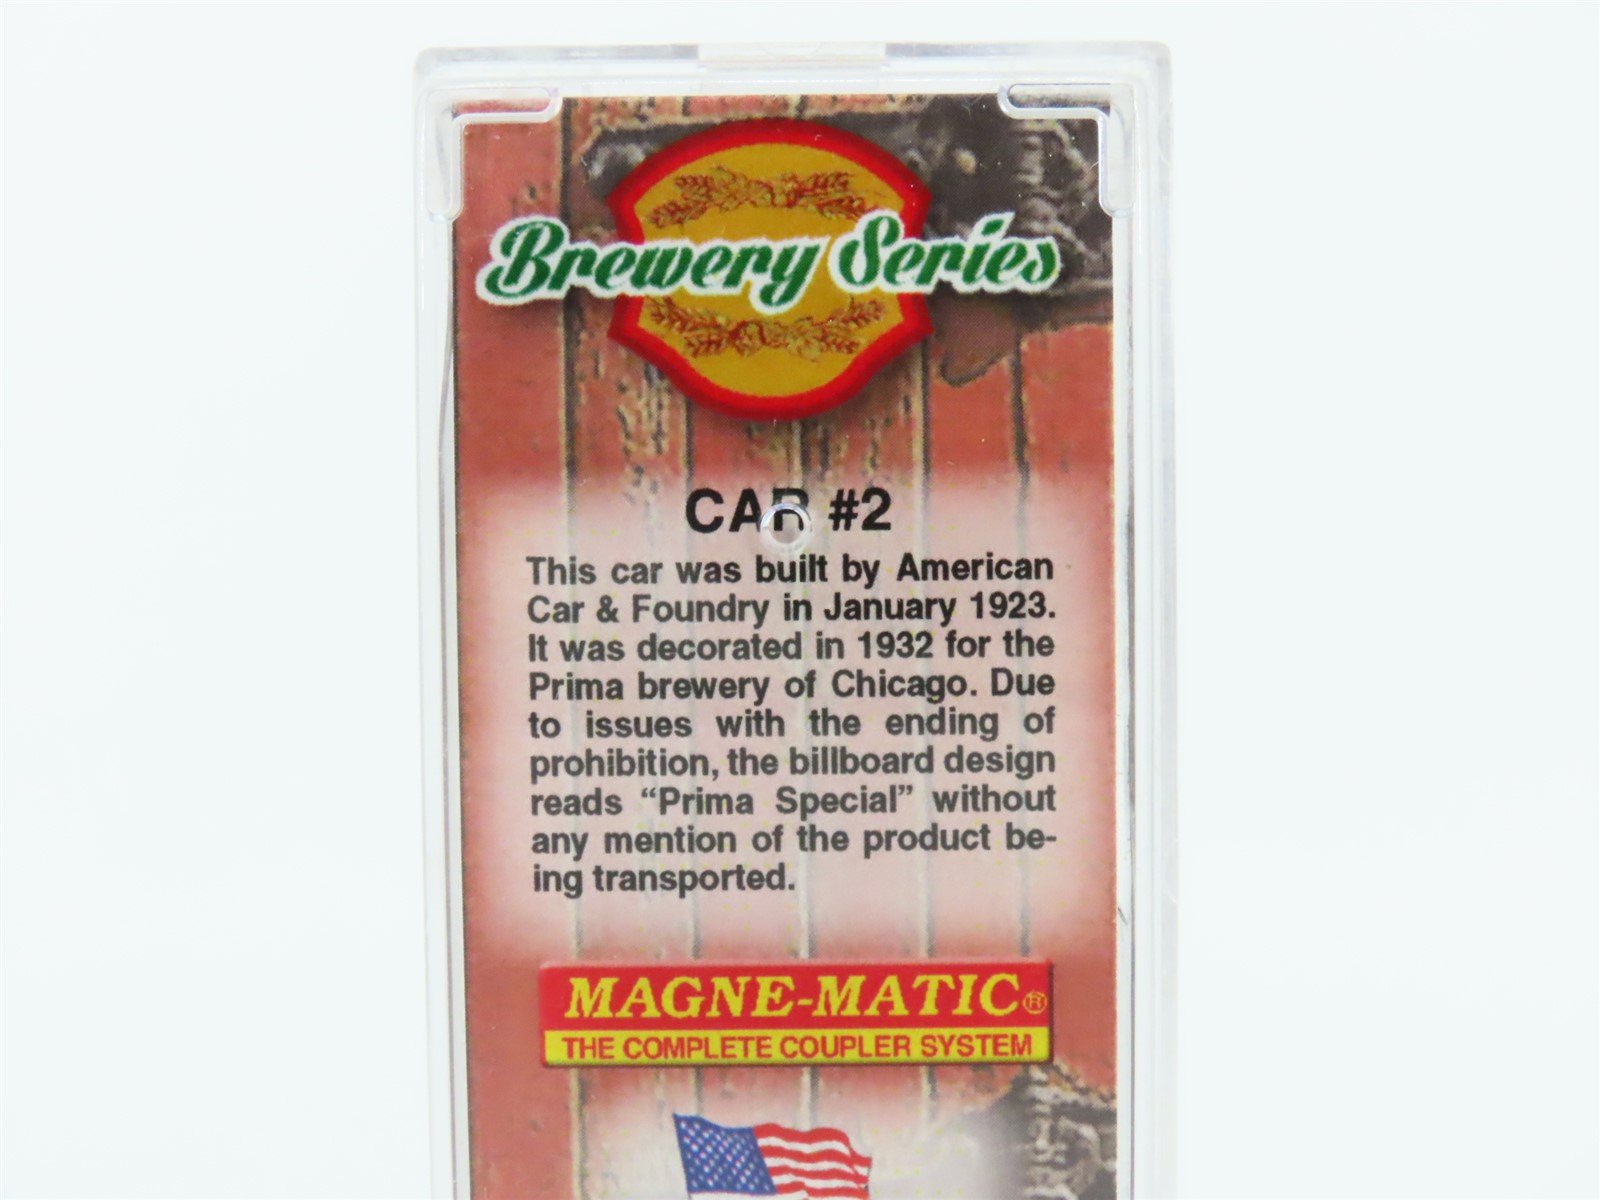 Brewery Series
CAR #2
This car was built by American
Car & Foundry in January 1923.
It was decorated in 1932 for the
Prima brewery of Chicago. Due
to issues with the ending of
prohibition, the billboard design
reads “Prima Special” without
any mention of the product be-
ing transported.
MAGNE-MATIC®
THE COMPLETE COUPLER SYSTEM